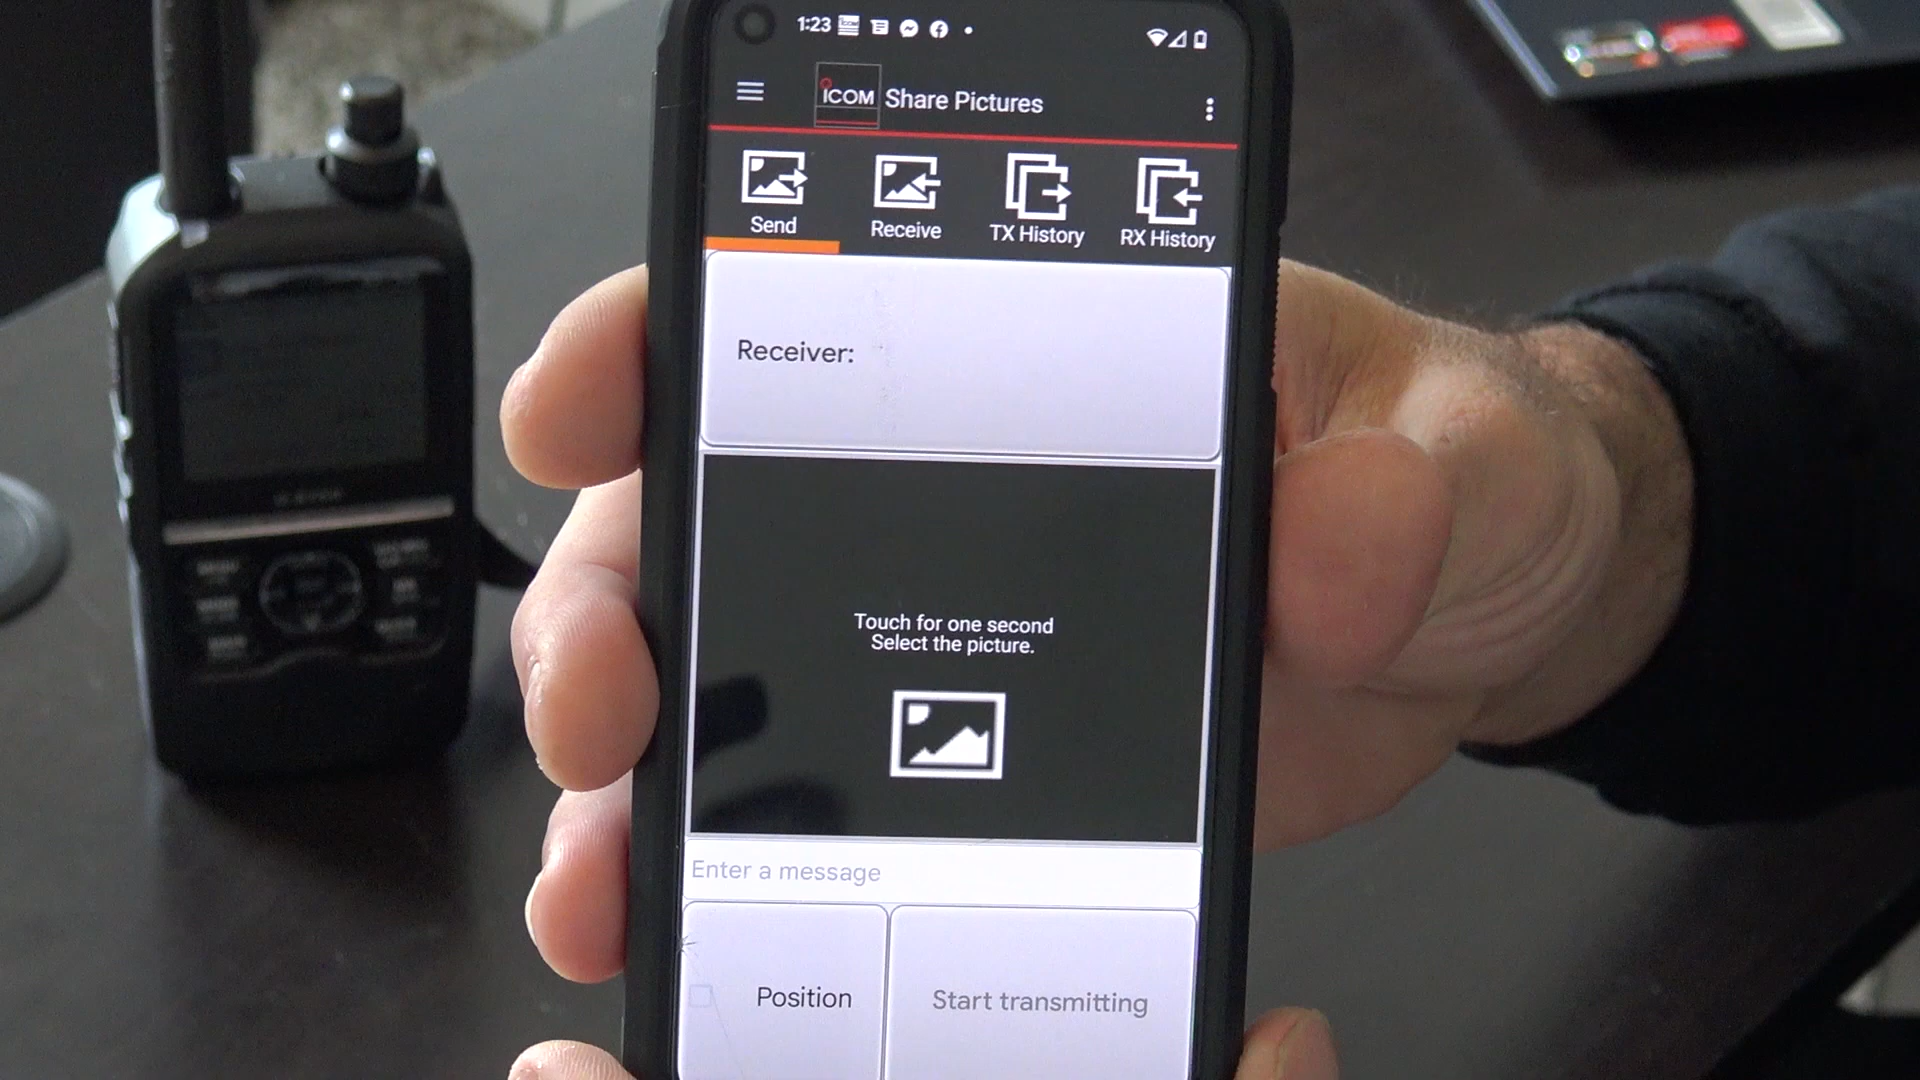 1:23
ICOM Share Pictures
Send
Receive
TX History
RX History
Receiver:
Touch for one second
Select the picture.
Enter a message
Position
Start transmitting